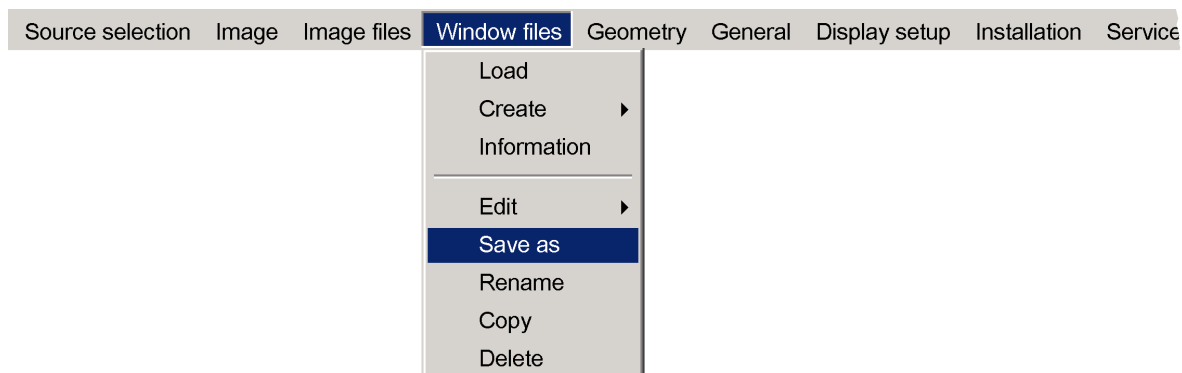 Source selection Image Image files Window files Geometry General Display setup Installation Service
Load
Create
Information
Edit
Save as
Rename
Copy
Delete